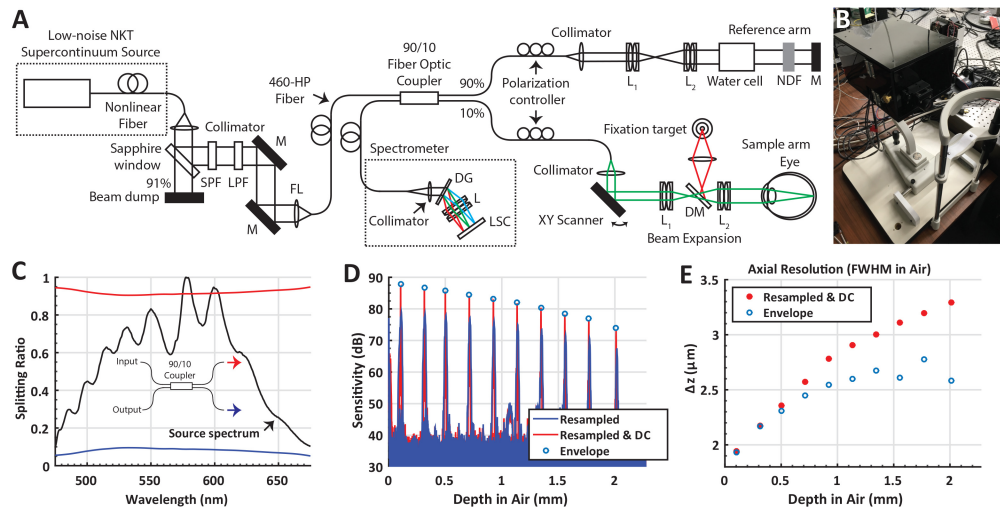 A
Low-noise NKT
Supercontinuum Source
Nonlinear
Fiber
Sapphire
window
91%
Beam dump
Collimator
SPF LPF
M
M
FL
460-HP
Fiber
90/10
Fiber Optic
Coupler
90%
10%
Spectrometer
DG
L
LSC
Collimator
Polarization
controller
Collimator
Reference arm
L1
L2
Water cell
NDF
M
Fixation target
Sample arm
Eye
Collimator
XY Scanner
L1
DM
L2
Beam Expansion
B
C
Splitting Ratio
1
0.8
0.6
0.4
0.2
0
Input
90/10
Coupler
Output
Source spectrum
500 550 600 650
Wavelength (nm)
D
Sensitivity (dB)
90
80
70
60
50
40
30
Resampled
Resampled & DC
Envelope
0 0.5 1 1.5 2
Depth in Air (mm)
E
Axial Resolution (FWHM in Air)
Δz (µm)
3.5
3
2.5
2
Resampled & DC
Envelope
0 0.5 1 1.5 2
Depth in Air (mm)